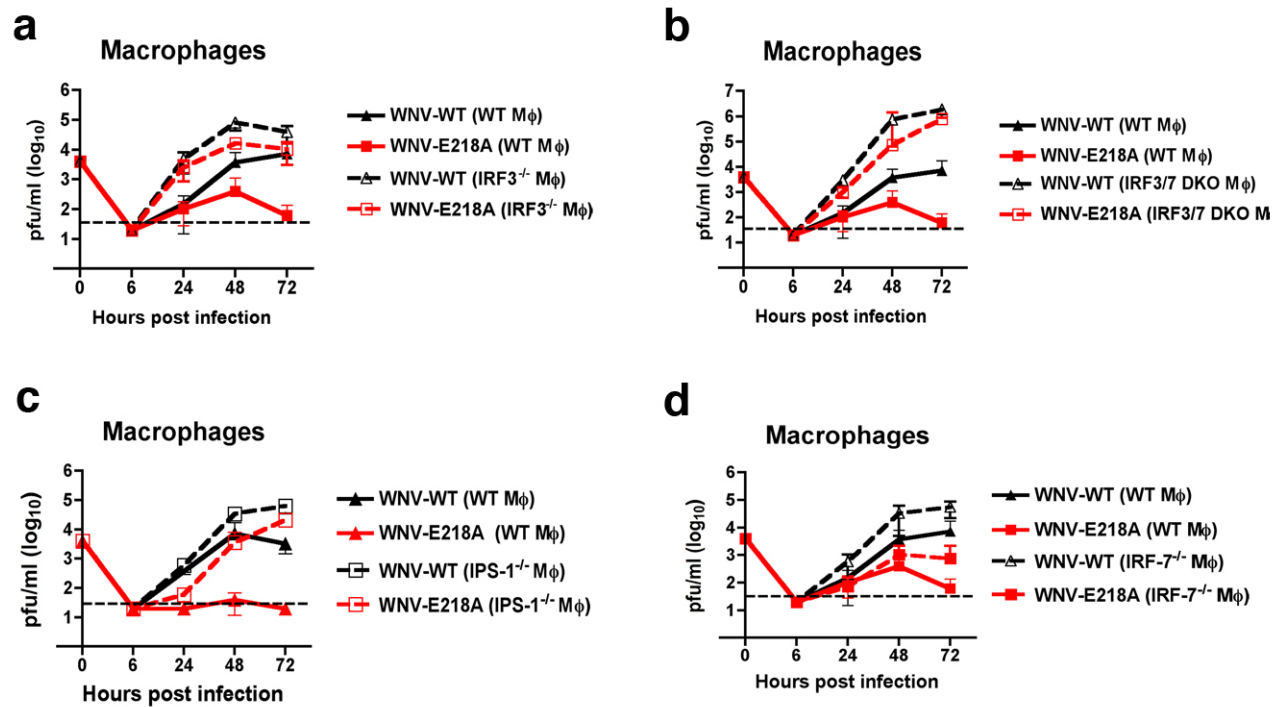 a
Macrophages
pfu/ml (log10)
6
5
4
3
2
1
0 6 24 48 72
Hours post infection
WNV-WT (WT Mϕ)
WNV-E218A (WT Mϕ)
WNV-WT (IRF3-/- Mϕ)
WNV-E218A (IRF3-/- Mϕ)
b
Macrophages
pfu/ml (log10)
7
6
5
4
3
2
1
0 6 24 48 72
Hours post infection
WNV-WT (WT Mϕ)
WNV-E218A (WT Mϕ)
WNV-WT (IRF3/7 DKO Mϕ)
WNV-E218A (IRF3/7 DKO M
c
Macrophages
pfu/ml (log10)
6
5
4
3
2
1
0 6 24 48 72
Hours post infection
WNV-WT (WT Mϕ)
WNV-E218A (WT Mϕ)
WNV-WT (IPS-1-/- Mϕ)
WNV-E218A (IPS-1-/- Mϕ)
d
Macrophages
pfu/ml (log10)
6
5
4
3
2
1
0 6 24 48 72
Hours post infection
WNV-WT (WT Mϕ)
WNV-E218A (WT Mϕ)
WNV-WT (IRF-7-/- Mϕ)
WNV-E218A (IRF-7-/- Mϕ)